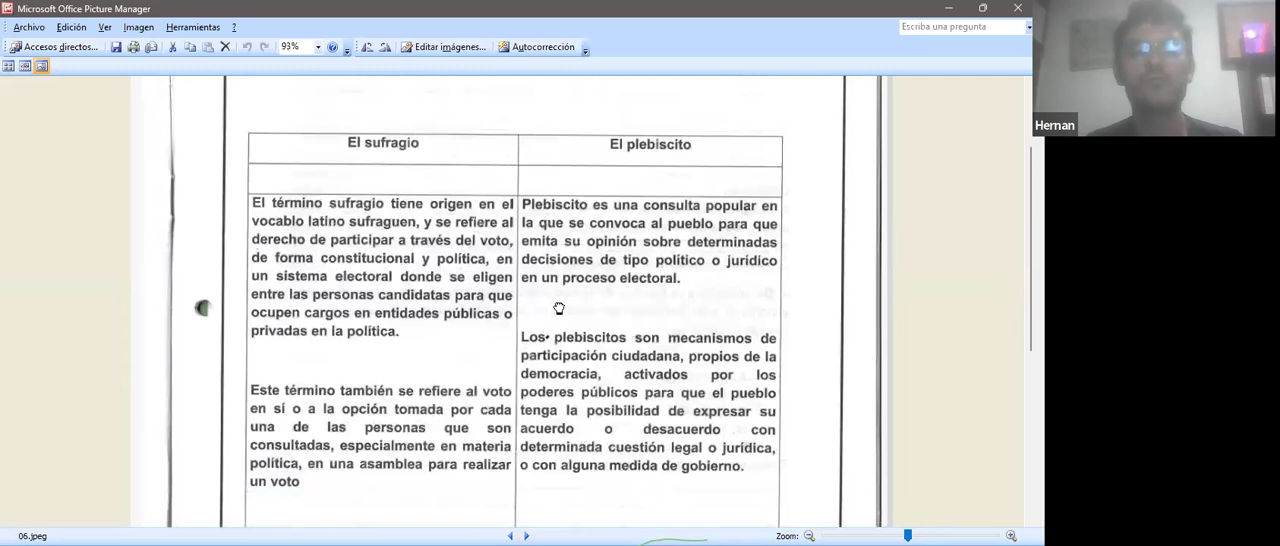 Microsoft Office Picture Manager
Archivo Edición Ver Imagen Herramientas ?
Escriba una pregunta
Accesos directos... 93% Editar imágenes... Autocorrección
Hernan
El sufragio
El término sufragio tiene origen en el
vocablo latino sufraguen, y se refiere al
derecho de participar a través del voto,
de forma constitucional y política, en
un sistema electoral donde se eligen
entre las personas candidatas para que
ocupen cargos en entidades públicas o
privadas en la política.
Este término también se refiere al voto
en sí o a la opción tomada por cada
una de las personas que son
consultadas, especialmente en materia
política, en una asamblea para realizar
un voto
El plebiscito
Plebiscito es una consulta popular en
la que se convoca al pueblo para que
emita su opinión sobre determinadas
decisiones de tipo político o jurídico
en un proceso electoral.
Los plebiscitos son mecanismos de
participación ciudadana, propios de la
democracia, activados por los
poderes públicos para que el pueblo
tenga la posibilidad de expresar su
acuerdo o desacuerdo con
determinada cuestión legal o jurídica,
o con alguna medida de gobierno.
06.jpeg
Zoom: